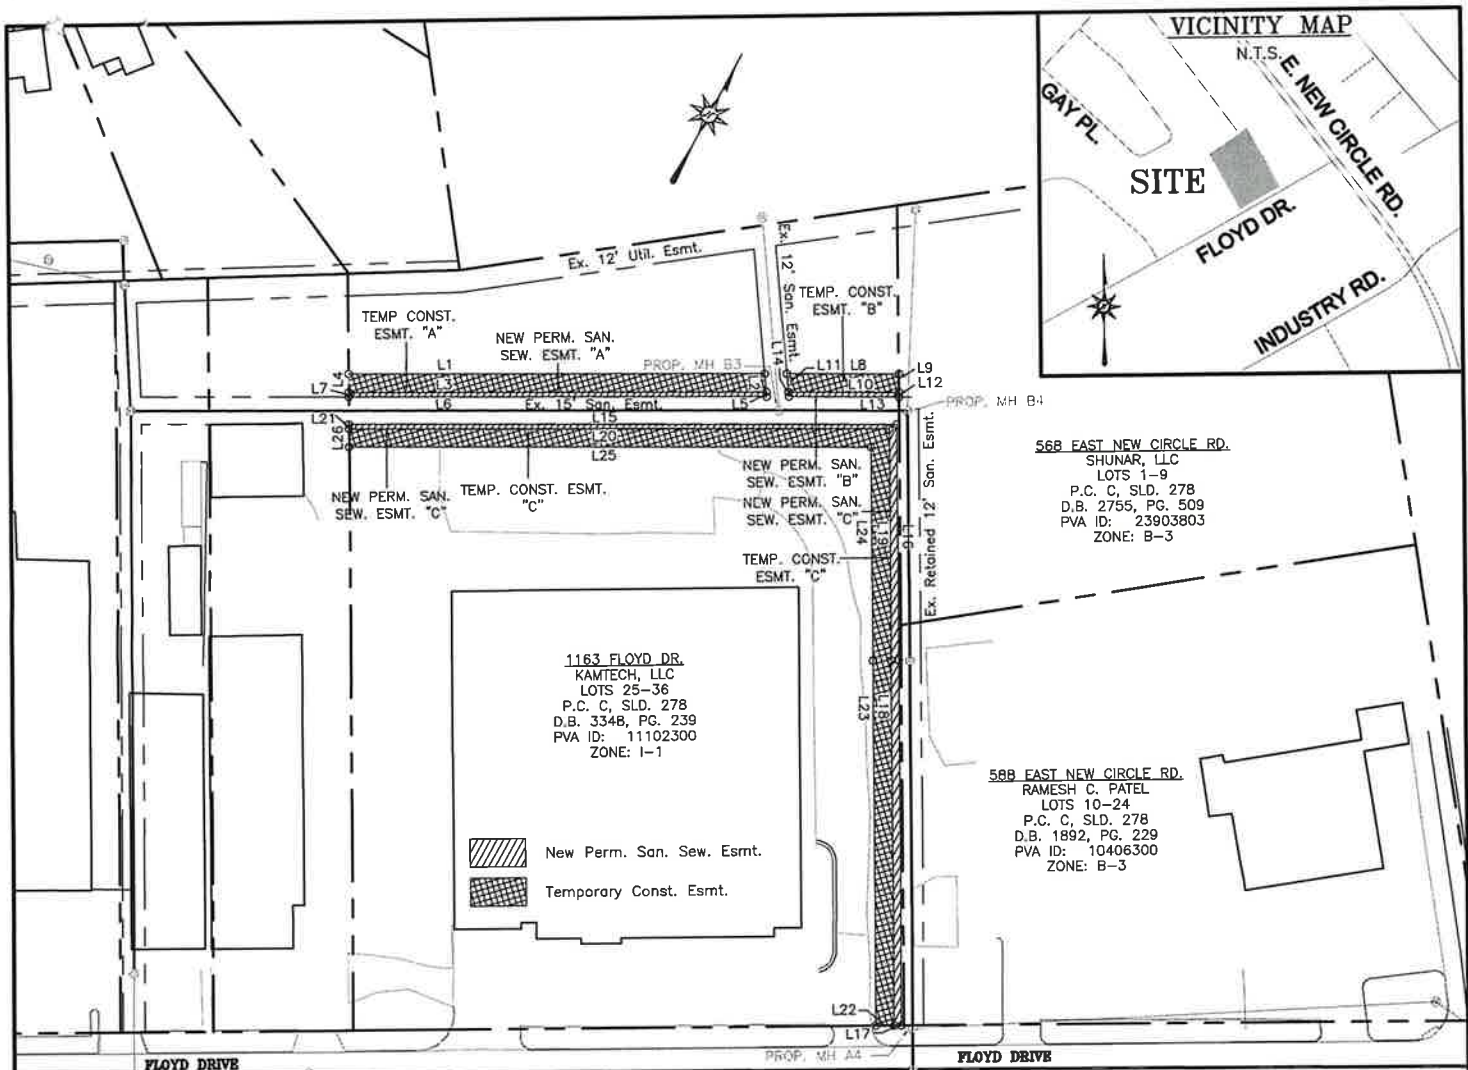 VICINITY MAP
N.T.S.
E. NEW CIRCLE RD.
GAY PL.
SITE
FLOYD DR.
INDUSTRY RD.
Ex. 12' Util. Esmt.
Ex. 12' San. Esmt.
TEMP CONST.
ESMT. "A"
NEW PERM. SAN.
SEW. ESMT. "A"
TEMP. CONST.
ESMT. "B"
PROP. MH B3
L1
L14
L11
L8
L9
L4
L3
L2
L10
L12
L7
L6
Ex. 15' San. Esmt.
L5
L13
PROP. MH B4
L21
L15
L26
L20
L25
NEW PERM. SAN.
SEW. ESMT. "C"
TEMP. CONST. ESMT.
"C"
NEW PERM. SAN.
SEW. ESMT. "B"
NEW PERM. SAN.
SEW. ESMT. "C"
TEMP. CONST.
ESMT. "C"
L24
L19
L16
Ex. Retained 12' San. Esmt.
568 EAST NEW CIRCLE RD.
SHUNAR, LLC
LOTS 1-9
P.C. C, SLD. 278
D.B. 2755, PG. 509
PVA ID: 23903803
ZONE: B-3
1163 FLOYD DR.
KAMTECH, LLC
LOTS 25-36
P.C. C, SLD. 278
D.B. 3348, PG. 239
PVA ID: 11102300
ZONE: I-1
L23
L18
588 EAST NEW CIRCLE RD.
RAMESH C. PATEL
LOTS 10-24
P.C. C, SLD. 278
D.B. 1892, PG. 229
PVA ID: 10406300
ZONE: B-3
New Perm. San. Sew. Esmt.
Temporary Const. Esmt.
L22
L17
PROP. MH A4
FLOYD DRIVE
FLOYD DRIVE